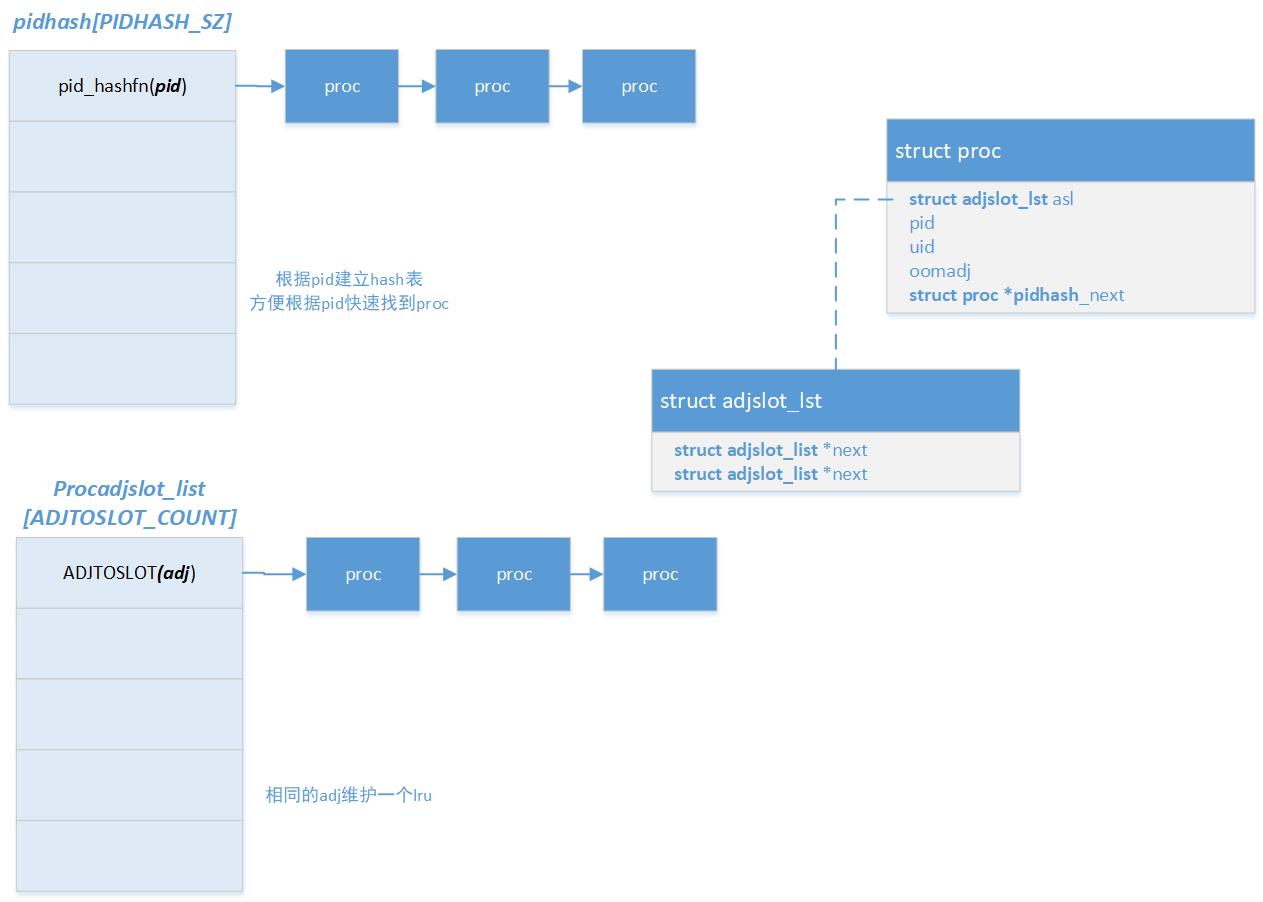 pidhash[PIDHASH_SZ]
pid_hashfn(pid)
proc
proc
proc
struct proc
struct adjslot_lst asl
pid
uid
oomadj
struct proc *pidhash_next
根据pid建立hash表
方便根据pid快速找到proc
struct adjslot_lst
struct adjslot_list *next
struct adjslot_list *next
Procadjslot_list
[ADJTOSLOT_COUNT]
ADJTOSLOT(adj)
proc
proc
proc
相同的adj维护一个lru